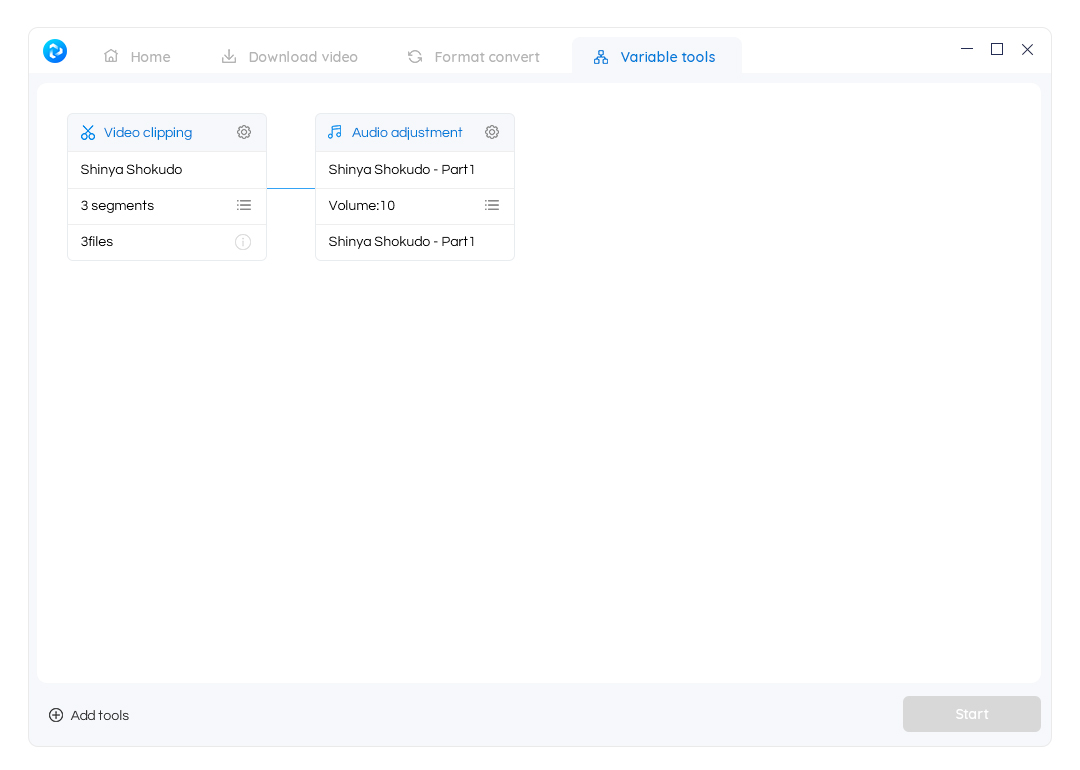 Home
Download video
Format convert
Variable tools
Video clipping
Shinya Shokudo
3 segments
3files
Audio adjustment
Shinya Shokudo - Part1
Volume:10
Shinya Shokudo - Part1
Add tools
Start